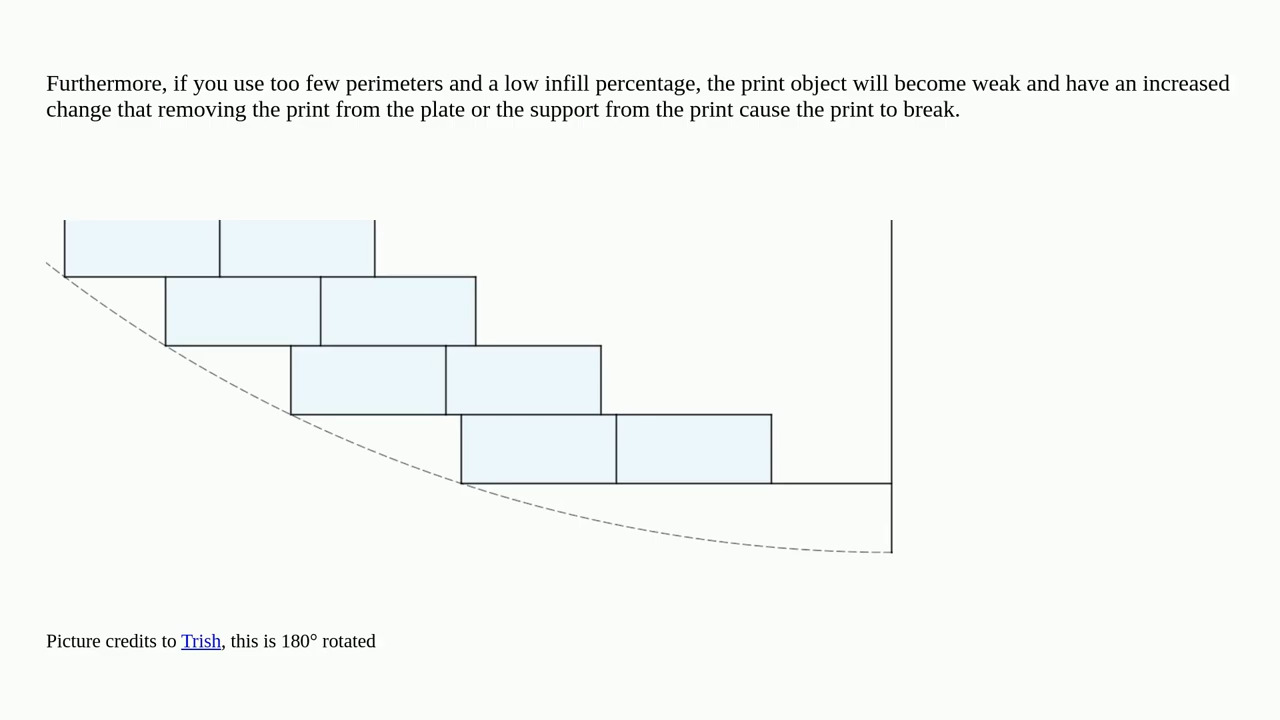 Furthermore, if you use too few perimeters and a low infill percentage, the print object will become weak and have an increased
change that removing the print from the plate or the support from the print cause the print to break.
Picture credits to Trish, this is 180° rotated